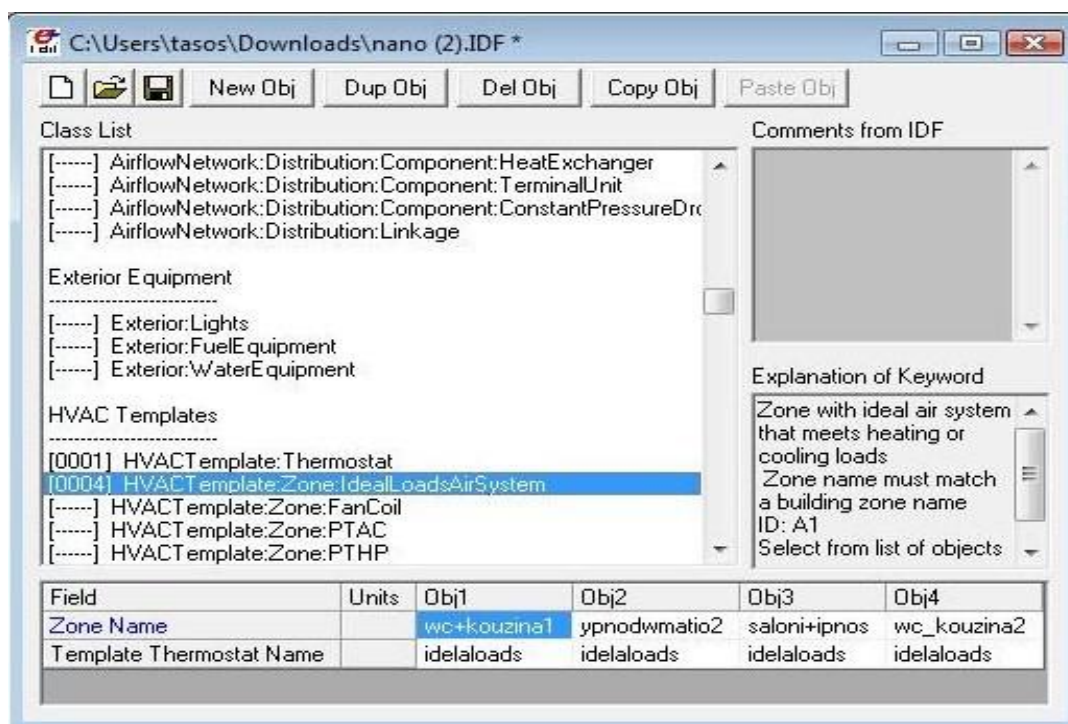 C:\Users\tasos\Downloads\nano (2).IDF *
New Obj Dup Obj Del Obj Copy Obj Paste Obj
Class List
[------] AirflowNetwork:Distribution:Component:HeatExchanger
[------] AirflowNetwork:Distribution:Component:TerminalUnit
[------] AirflowNetwork:Distribution:Component:ConstantPressureDrc
[------] AirflowNetwork:Distribution:Linkage
Exterior Equipment
--------------------------
[------] Exterior:Lights
[------] Exterior:FuelEquipment
[------] Exterior:WaterEquipment
HVAC Templates
--------------------------
[0001] HVACTemplate:Thermostat
[0004] HVACTemplate:Zone:IdealLoadsAirSystem
[------] HVACTemplate:Zone:FanCoil
[------] HVACTemplate:Zone:PTAC
[------] HVACTemplate:Zone:PTHP
Comments from IDF
Explanation of Keyword
Zone with ideal air system
that meets heating or
cooling loads
Zone name must match
a building zone name
ID: A1
Select from list of objects
Field Units Obj1 Obj2 Obj3 Obj4
Zone Name wc+kouzina1 ypnodwmatio2 saloni+ipnos wc_kouzina2
Template Thermostat Name idelaloads idelaloads idelaloads idelaloads